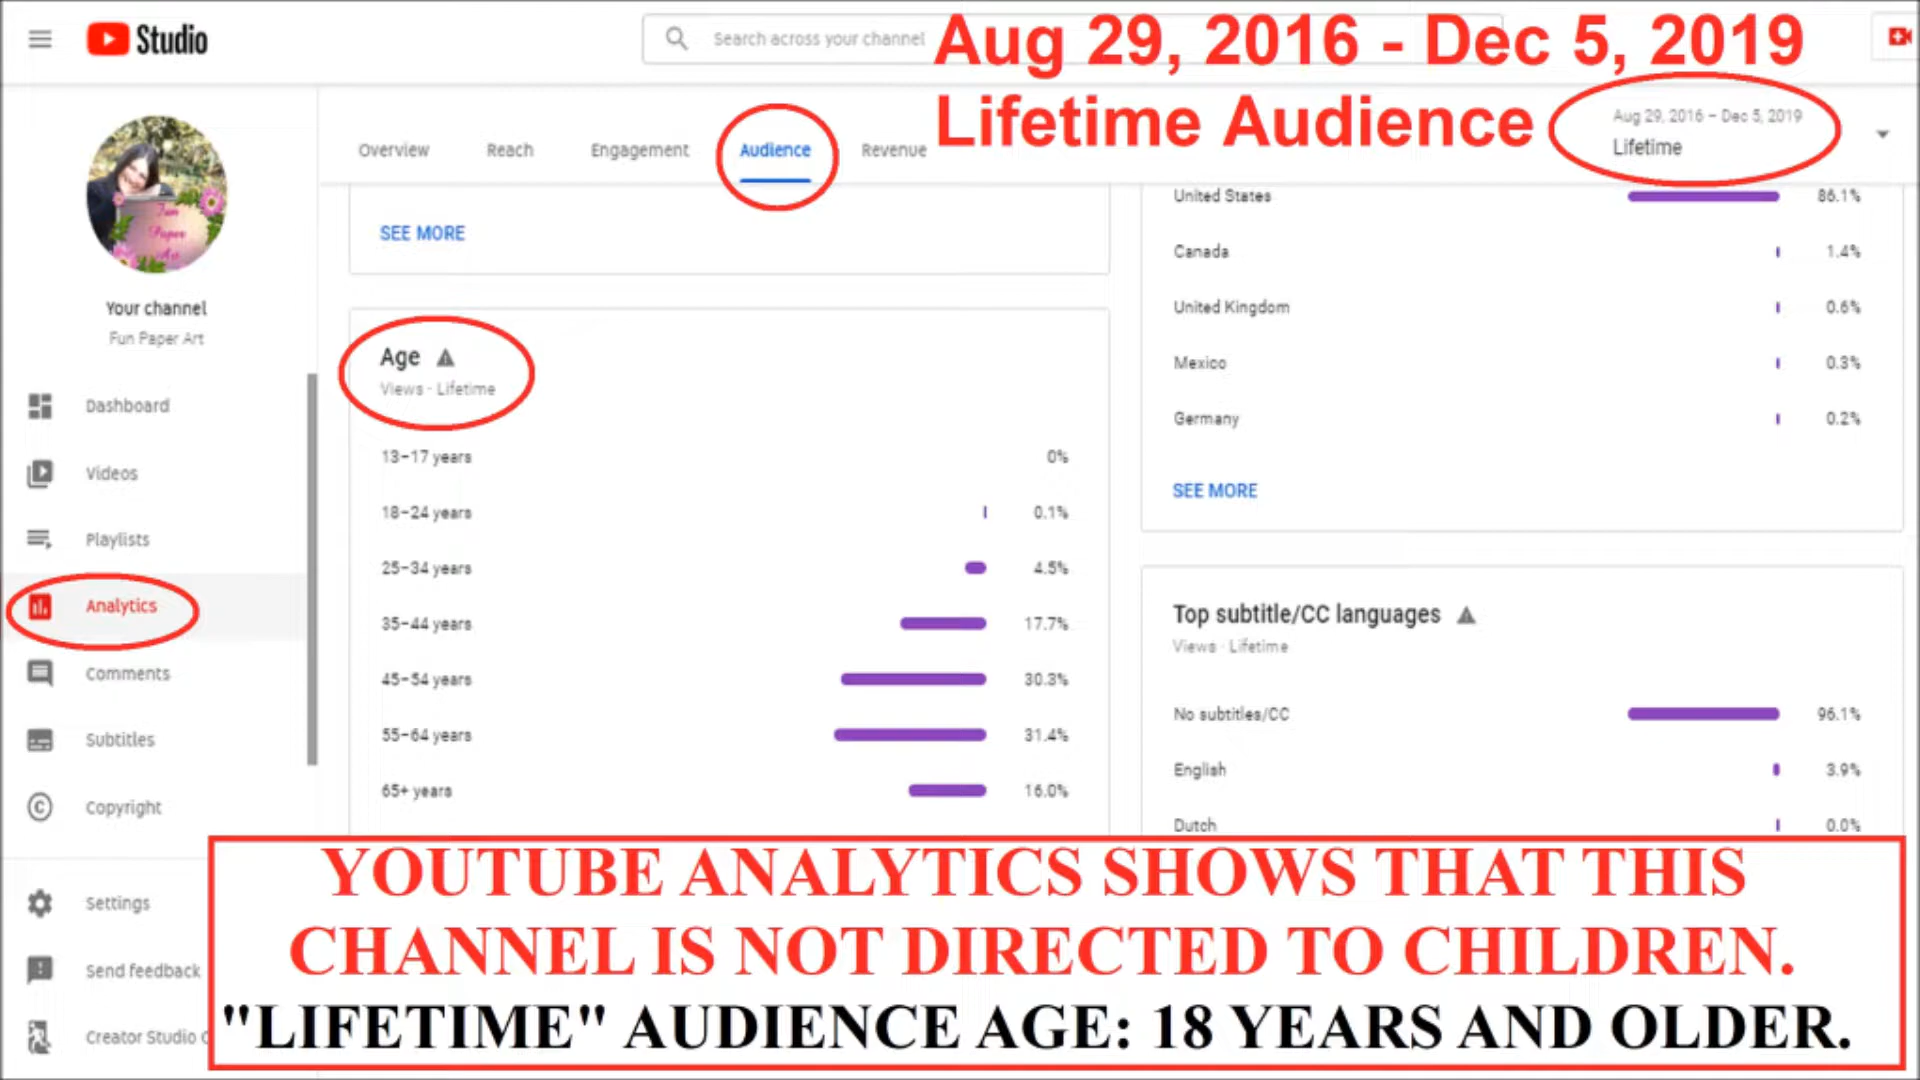 Studio
Search across your channel
Aug 29, 2016 - Dec 5, 2019
Lifetime Audience
Aug 29, 2016 – Dec 5, 2019
Lifetime
Overview
Reach
Engagement
Audience
Revenue
Fun
Paper
Art
Your channel
Fun Paper Art
Dashboard
Videos
Playlists
Analytics
Comments
Subtitles
Copyright
Settings
Send feedback
Creator Studio
SEE MORE
Age
Views · Lifetime
13–17 years 0%
18–24 years 0.1%
25–34 years 4.5%
35–44 years 17.7%
45–54 years 30.3%
55–64 years 31.4%
65+ years 16.0%
United States 86.1%
Canada 1.4%
United Kingdom 0.6%
Mexico 0.3%
Germany 0.2%
SEE MORE
Top subtitle/CC languages
Views · Lifetime
No subtitles/CC 96.1%
English 3.9%
Dutch 0.0%
YOUTUBE ANALYTICS SHOWS THAT THIS
CHANNEL IS NOT DIRECTED TO CHILDREN.
"LIFETIME" AUDIENCE AGE: 18 YEARS AND OLDER.